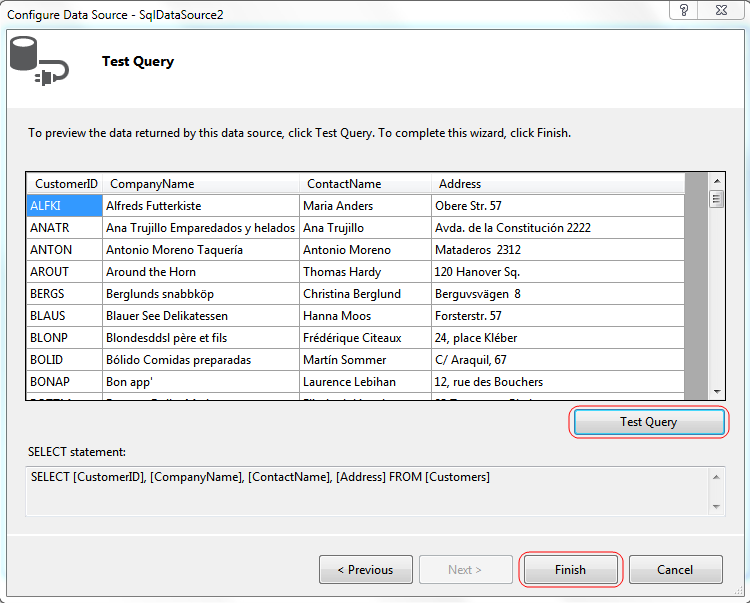 Configure Data Source - SqlDataSource2
?
Test Query
To preview the data returned by this data source, click Test Query. To complete this wizard, click Finish.
CustomerID CompanyName ContactName Address
ALFKI Alfreds Futterkiste Maria Anders Obere Str. 57
ANATR Ana Trujillo Emparedados y helados Ana Trujillo Avda. de la Constitución 2222
ANTON Antonio Moreno Taquería Antonio Moreno Mataderos 2312
AROUT Around the Horn Thomas Hardy 120 Hanover Sq.
BERGS Berglunds snabbköp Christina Berglund Berguvsvägen 8
BLAUS Blauer See Delikatessen Hanna Moos Forsterstr. 57
BLONP Blondesddsl père et fils Frédérique Citeaux 24, place Kléber
BOLID Bólido Comidas preparadas Martín Sommer C/ Araquil, 67
BONAP Bon app' Laurence Lebihan 12, rue des Bouchers
Test Query
SELECT statement:
SELECT [CustomerID], [CompanyName], [ContactName], [Address] FROM [Customers]
< Previous Next > Finish Cancel